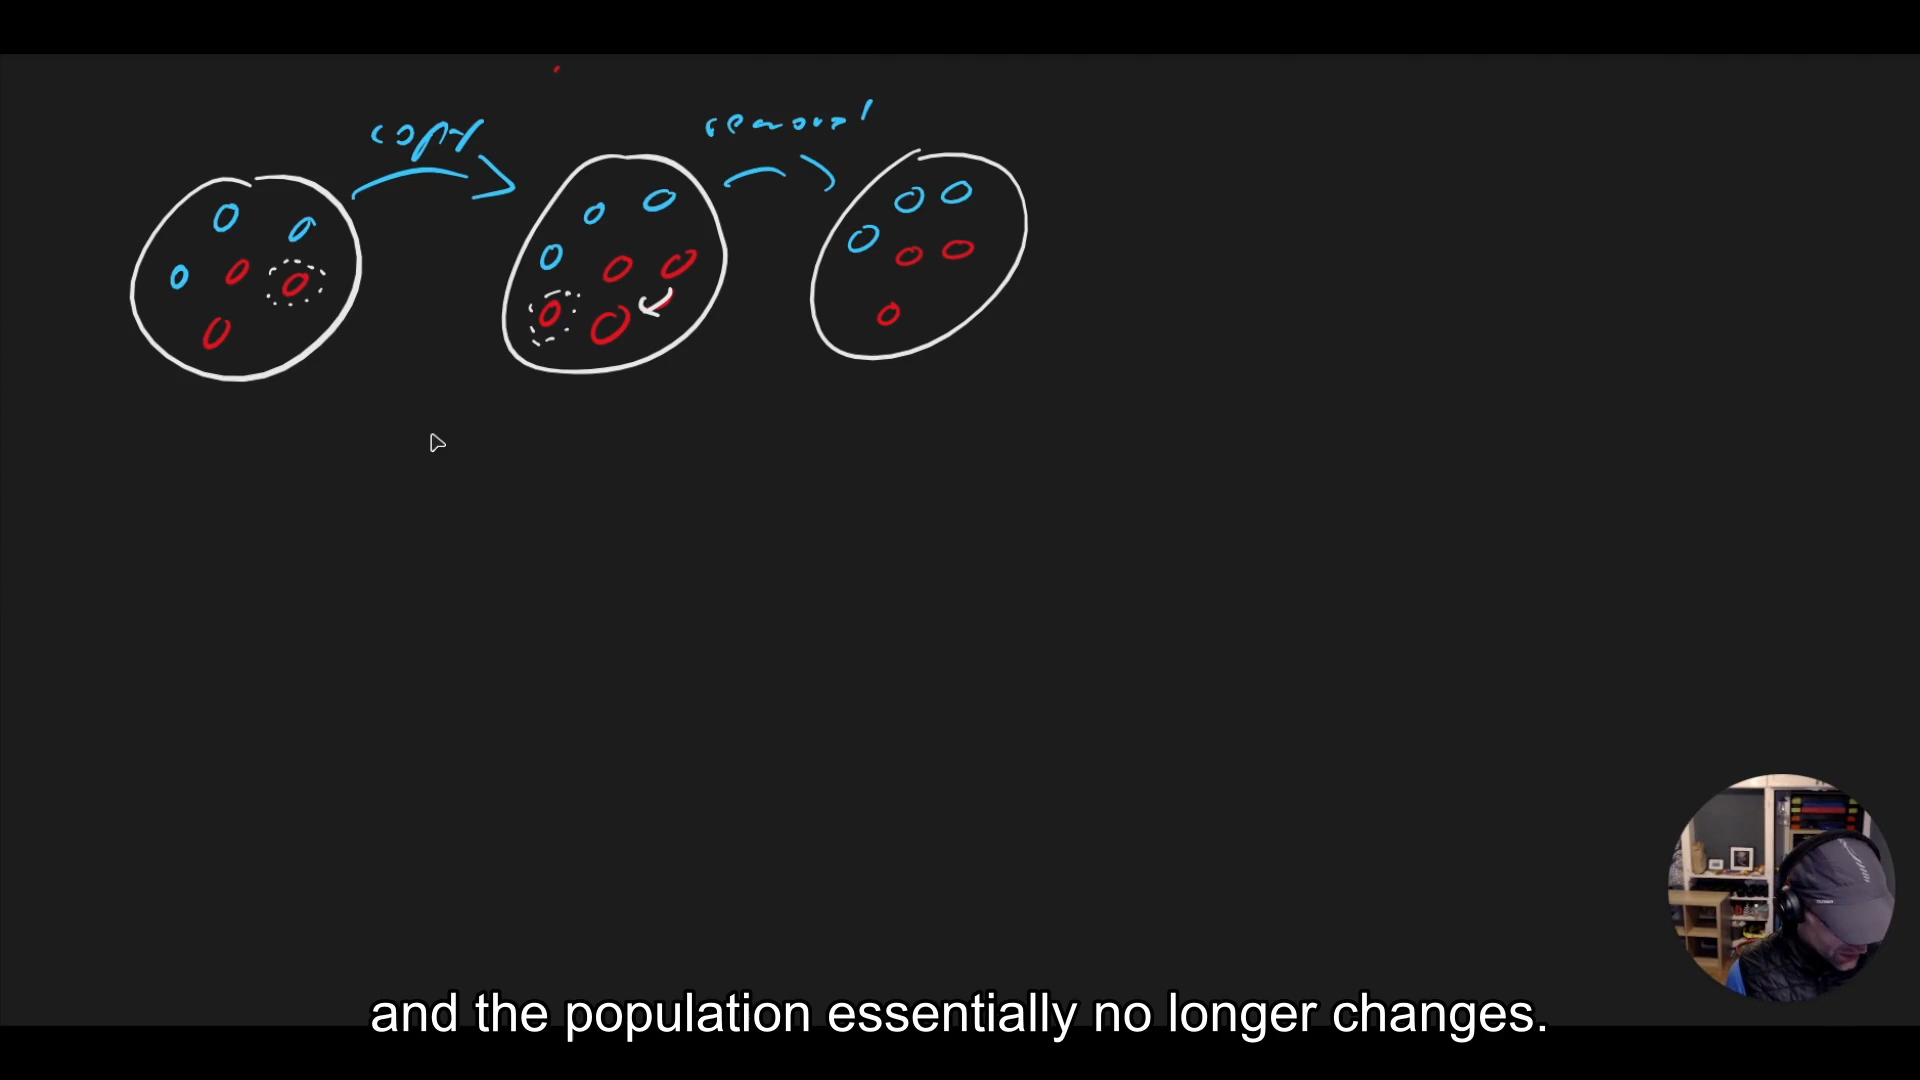 copy
removal
and the population essentially no longer changes.